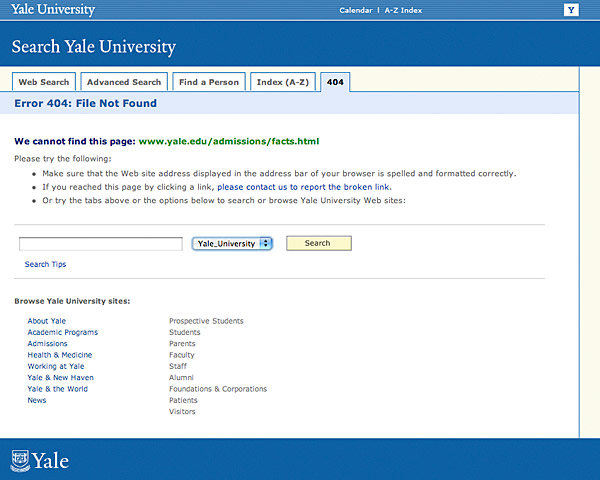 Yale University
Calendar | A-Z Index
Y
Search Yale University
Web Search
Advanced Search
Find a Person
Index (A-Z)
404
Error 404: File Not Found
We cannot find this page: www.yale.edu/admissions/facts.html
Please try the following:
• Make sure that the Web site address displayed in the address bar of your browser is spelled and formatted correctly.
• If you reached this page by clicking a link, please contact us to report the broken link.
• Or try the tabs above or the options below to search or browse Yale University Web sites:
Yale_University
Search
Search Tips
Browse Yale University sites:
About Yale
Academic Programs
Admissions
Health & Medicine
Working at Yale
Yale & New Haven
Yale & the World
News
Prospective Students
Students
Parents
Faculty
Staff
Alumni
Foundations & Corporations
Patients
Visitors
Yale